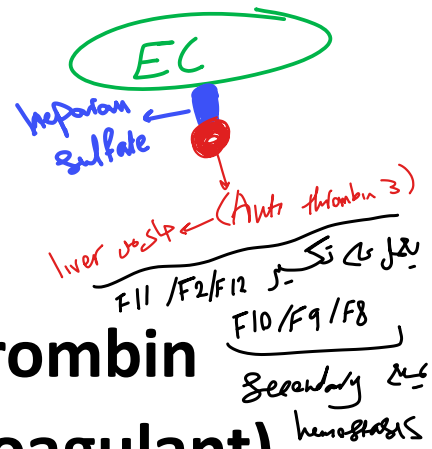 EC
heparan
sulfate
(Anti thrombin 3)
liver
يعمل على تكسير
F11 / F2/F12
F10/F9/F8
rombin
secondary
hemostasis
oagulant)